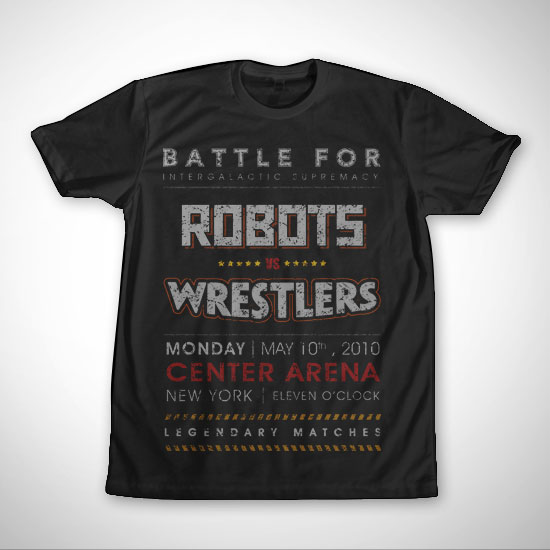 BATTLE FOR
INTERGALACTIC SUPREMACY
ROBOTS
VS
WRESTLERS
MONDAY | MAY 10th, 2010
CENTER ARENA
NEW YORK | ELEVEN O'CLOCK
LEGENDARY MATCHES